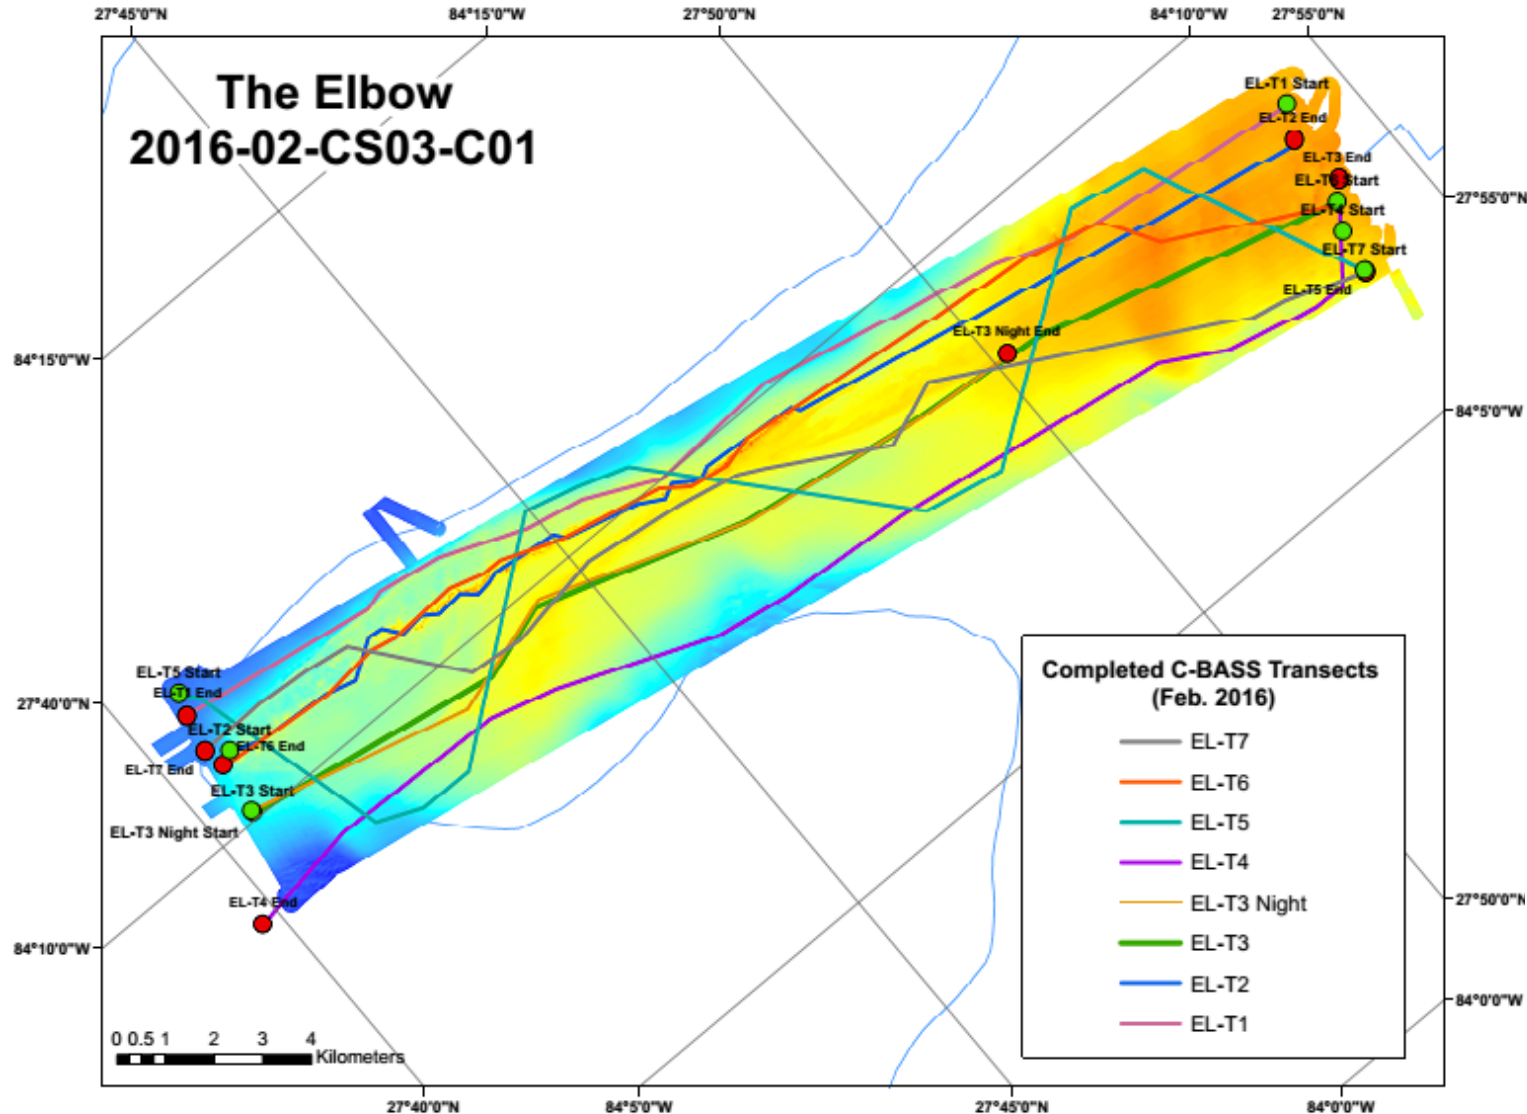 27°45'0"N
84°15'0"W
27°50'0"N
84°10'0"W
27°55'0"N
The Elbow
2016-02-CS03-C01
EL-T1 Start
EL-T2 End
EL-T3 End
EL-T6 Start
27°55'0"N
EL-T4 Start
EL-T7 Start
EL-T5 End
EL-T3 Night End
84°15'0"W
84°5'0"W
EL-T5 Start
EL-T1 End
27°40'0"N
EL-T2 Start
EL-T6 End
EL-T7 End
EL-T3 Start
EL-T3 Night Start
EL-T4 End
84°10'0"W
Completed C-BASS Transects
(Feb. 2016)
EL-T7
EL-T6
EL-T5
EL-T4
EL-T3 Night
EL-T3
EL-T2
EL-T1
27°50'0"N
84°0'0"W
0 0.5 1 2 3 4
Kilometers
27°40'0"N
84°5'0"W
27°45'0"N
84°0'0"W